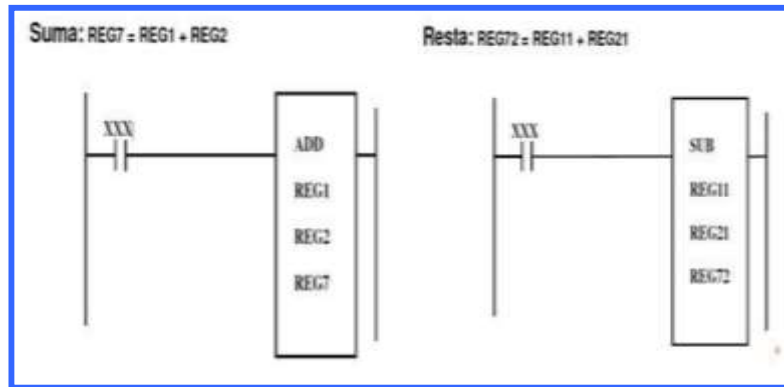 Suma: REG7 = REG1 + REG2
Resta: REG72 = REG11 + REG21
XXX
ADD
REG1
REG2
REG7
XXX
SUB
REG11
REG21
REG72